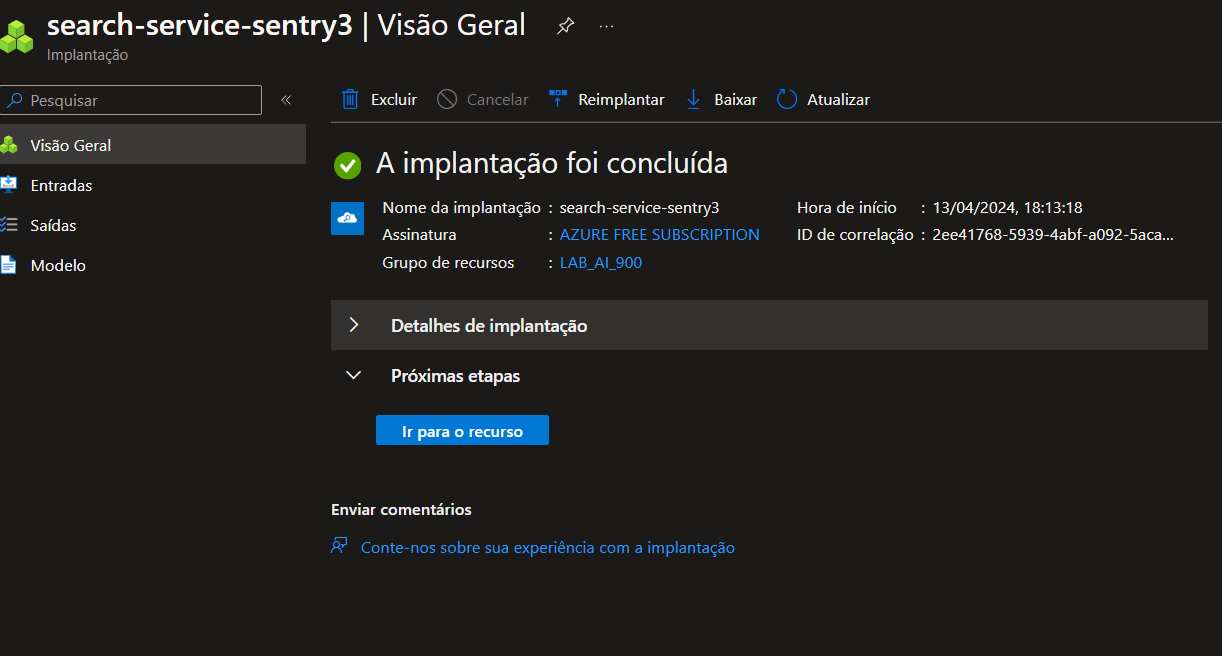 search-service-sentry3 | Visão Geral
Implantação
Pesquisar
Excluir Cancelar Reimplantar Baixar Atualizar
Visão Geral
Entradas
Saídas
Modelo
A implantação foi concluída
Nome da implantação : search-service-sentry3 Hora de início : 13/04/2024, 18:13:18
Assinatura : AZURE FREE SUBSCRIPTION ID de correlação : 2ee41768-5939-4abf-a092-5aca...
Grupo de recursos : LAB_AI_900
Detalhes de implantação
Próximas etapas
Ir para o recurso
Enviar comentários
Conte-nos sobre sua experiência com a implantação